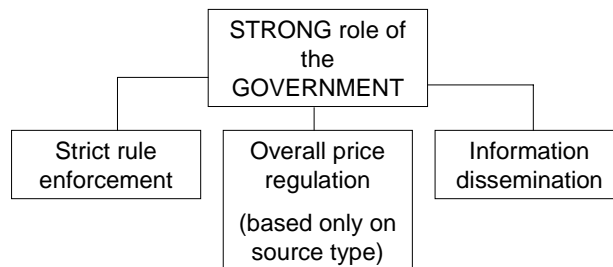 STRONG role of
the
GOVERNMENT
Strict rule
enforcement
Overall price
regulation
(based only on
source type)
Information
dissemination